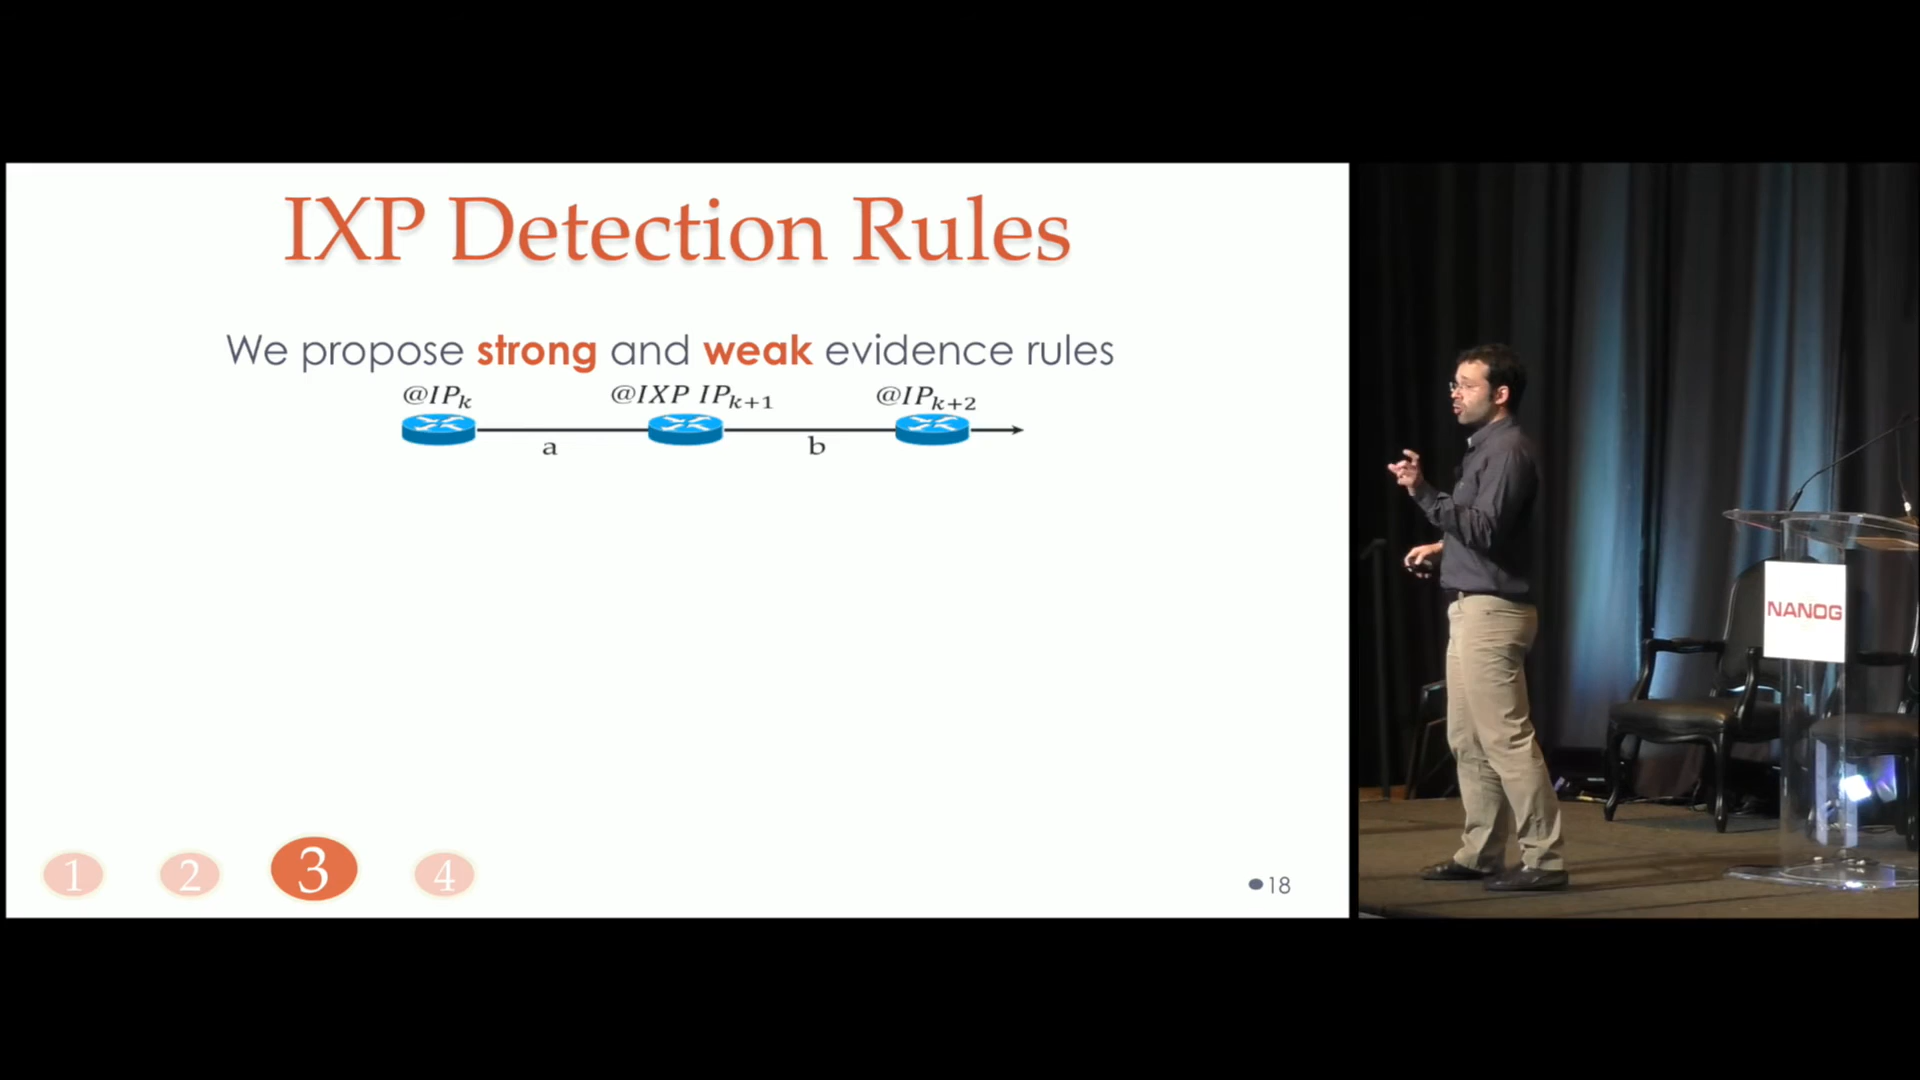 IXP Detection Rules
We propose strong and weak evidence rules
@IPₖ @IXP IPₖ₊₁ @IPₖ₊₂
a b
1 2 3 4
18
NANOG